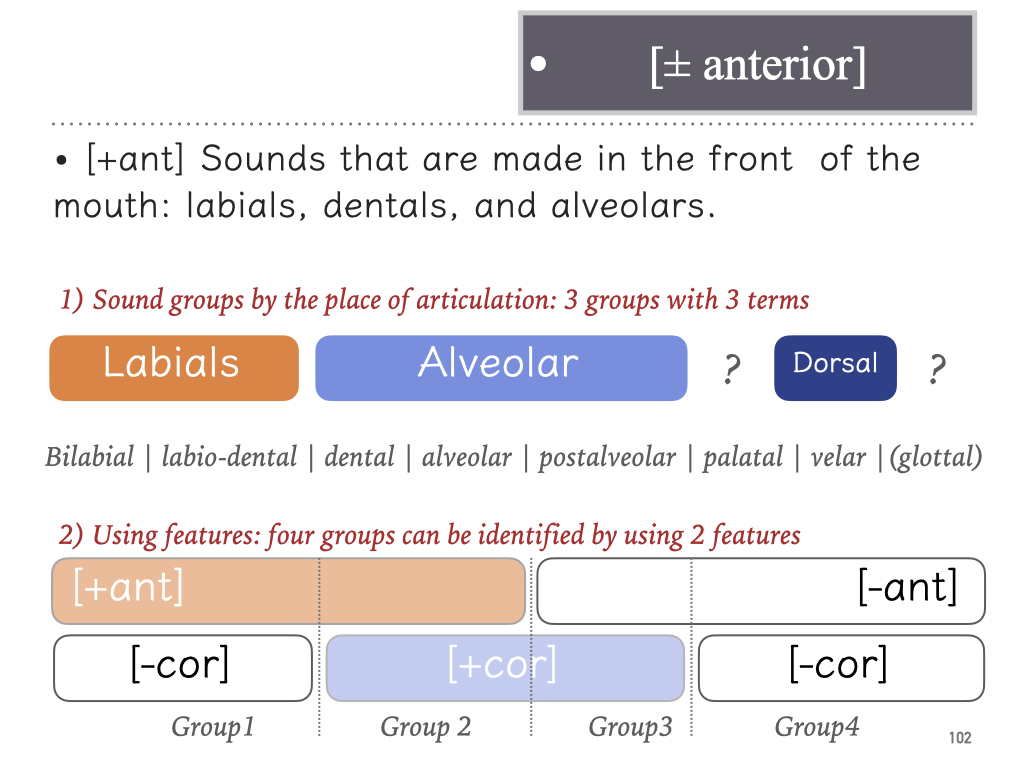 • [± anterior]
• [+ant] Sounds that are made in the front of the
mouth: labials, dentals, and alveolars.
1) Sound groups by the place of articulation: 3 groups with 3 terms
Labials Alveolar ? Dorsal ?
Bilabial | labio-dental | dental | alveolar | postalveolar | palatal | velar | (glottal)
2) Using features: four groups can be identified by using 2 features
[+ant] [-ant]
[-cor] [+cor] [-cor]
Group1 Group 2 Group3 Group4
102